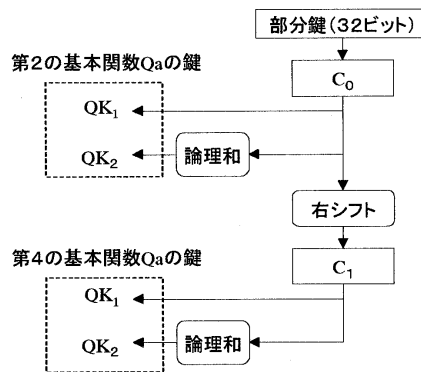 部分鍵(32ビット)
C₀
第2の基本関数Qaの鍵
QK₁
QK₂
論理和
右シフト
C₁
第4の基本関数Qaの鍵
QK₁
QK₂
論理和